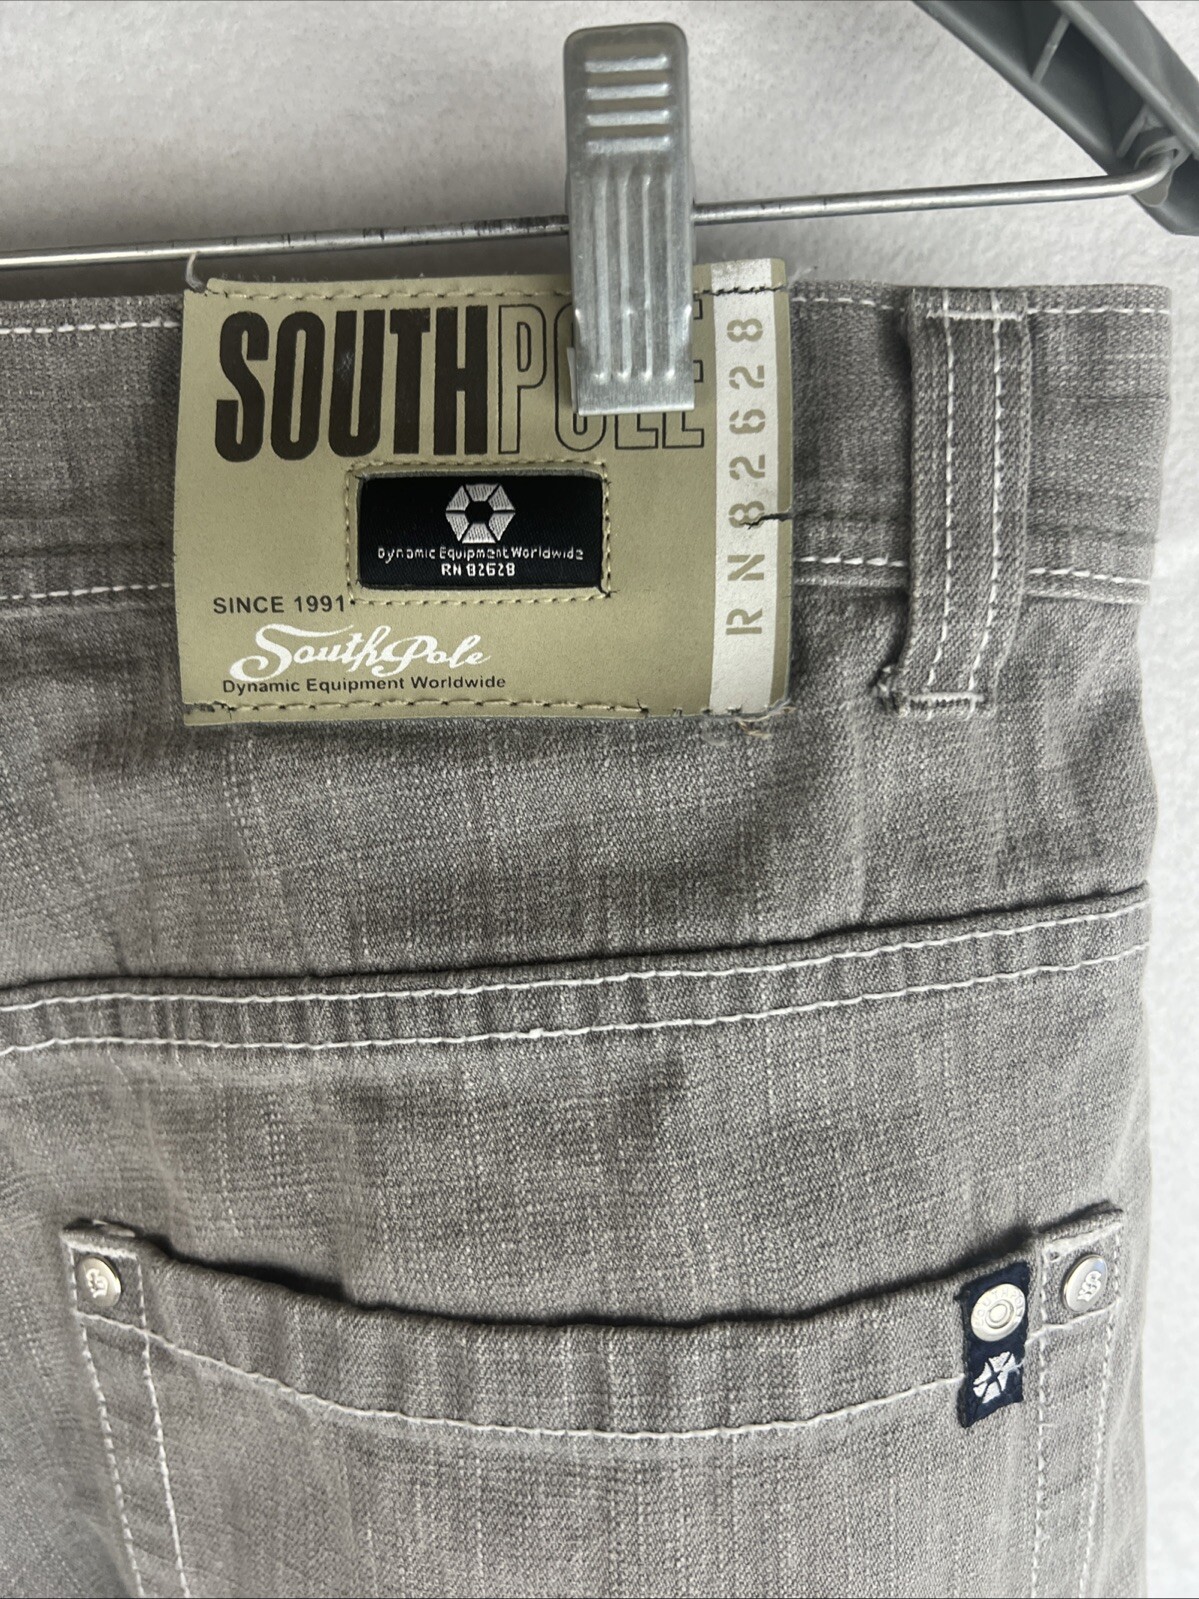 SOUTHPOLE
Dynamic Equipment Worldwide
RN 82628
SINCE 1991
SouthPole
Dynamic Equipment Worldwide
RN 82628